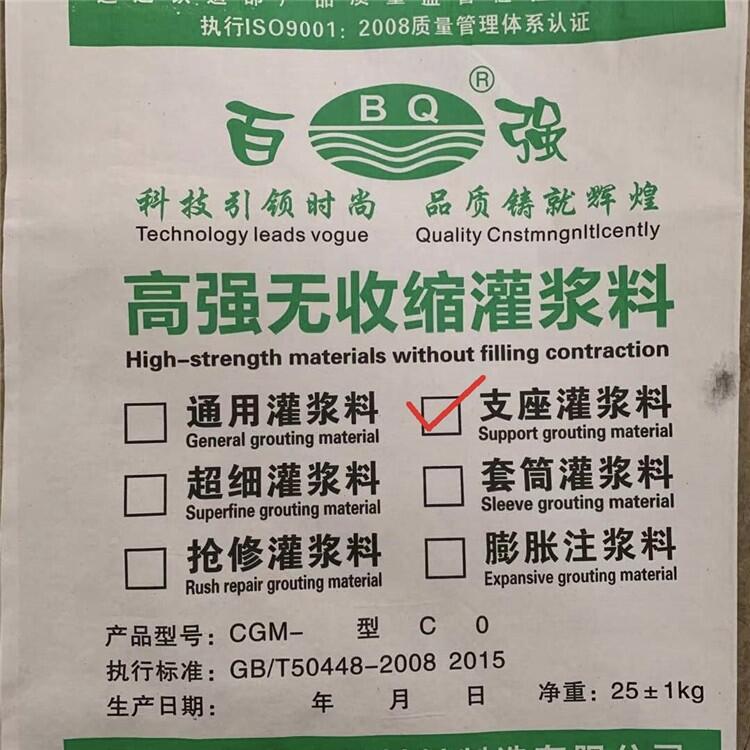 执行ISO9001：2008质量管理体系认证
百 BQ® 强
科技引领时尚 品质铸就辉煌
Technology leads vogue Quality Cnstmngnltlcently
高强无收缩灌浆料
High-strength materials without filling contraction
通用灌浆料 支座灌浆料
General grouting material Support grouting material
超细灌浆料 套筒灌浆料
Superfine grouting material Sleeve grouting material
抢修灌浆料 膨胀注浆料
Rush repair grouting material Expansive grouting material
产品型号：CGM- 型 C 0
执行标准：GB/T50448-2008 2015
生产日期： 年 月 日 净重：25±1kg